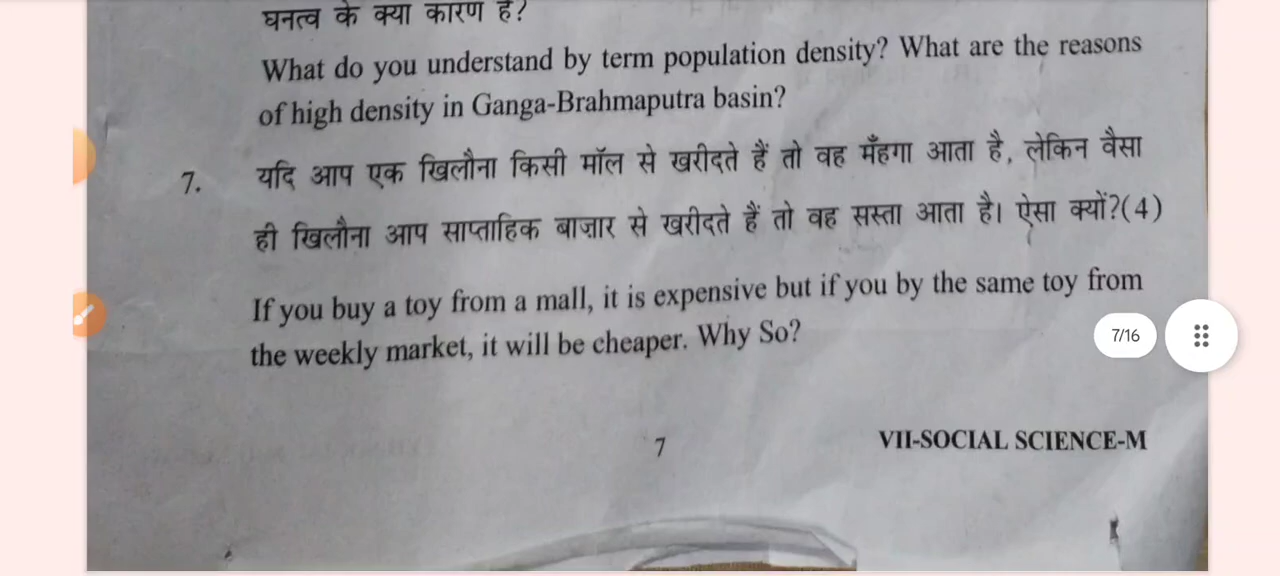 घनत्व के क्या कारण है?
What do you understand by term population density? What are the reasons
of high density in Ganga-Brahmaputra basin?
7. यदि आप एक खिलौना किसी मॉल से खरीदते हैं तो वह मँहगा आता है, लेकिन वैसा
ही खिलौना आप साप्ताहिक बाज़ार से खरीदते हैं तो वह सस्ता आता है। ऐसा क्यों?(4)
If you buy a toy from a mall, it is expensive but if you by the same toy from
the weekly market, it will be cheaper. Why So?
7/16
7 VII-SOCIAL SCIENCE-M